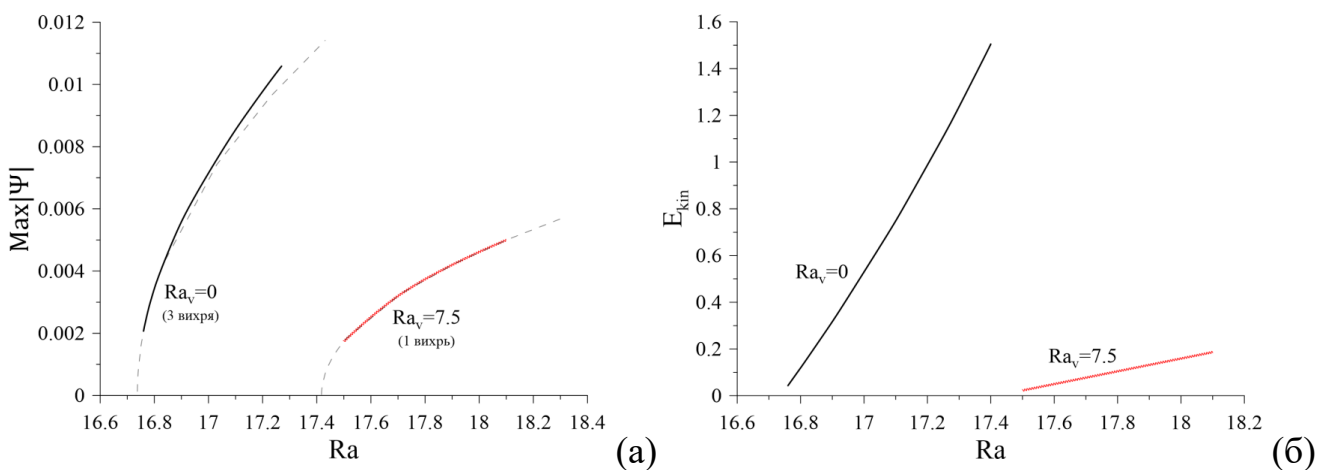 0.012
0.01
0.008
0.006
0.004
0.002
0
Max|Ψ|
Ra_v=0
(3 вихря)
Ra_v=7.5
(1 вихрь)
16.6 16.8 17 17.2 17.4 17.6 17.8 18 18.2 18.4
Ra
(а)
1.6
1.4
1.2
1
0.8
0.6
0.4
0.2
0
E_kin
Ra_v=0
Ra_v=7.5
16.6 16.8 17 17.2 17.4 17.6 17.8 18 18.2
Ra
(б)